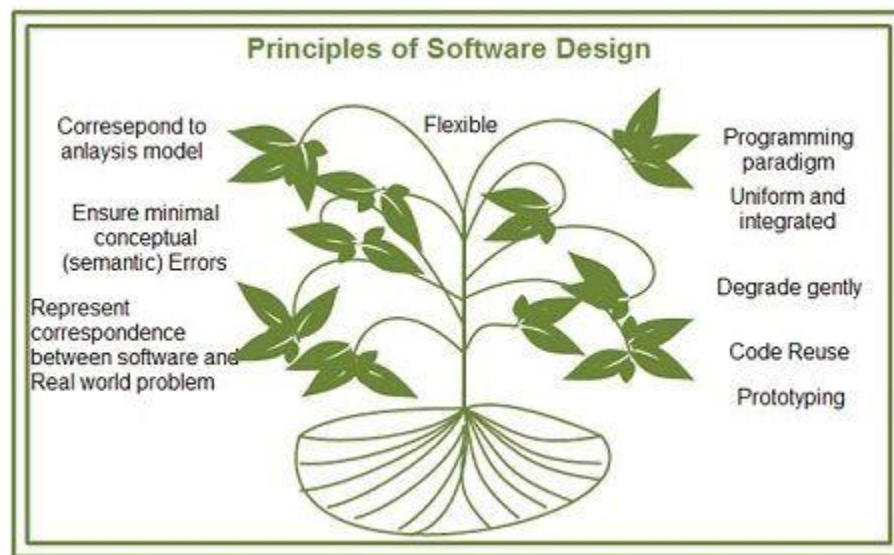 Principles of Software Design
Corresepond to
anlaysis model
Flexible
Programming
paradigm
Ensure minimal
conceptual
(semantic) Errors
Uniform and
integrated
Represent
correspondence
between software and
Real world problem
Degrade gently
Code Reuse
Prototyping